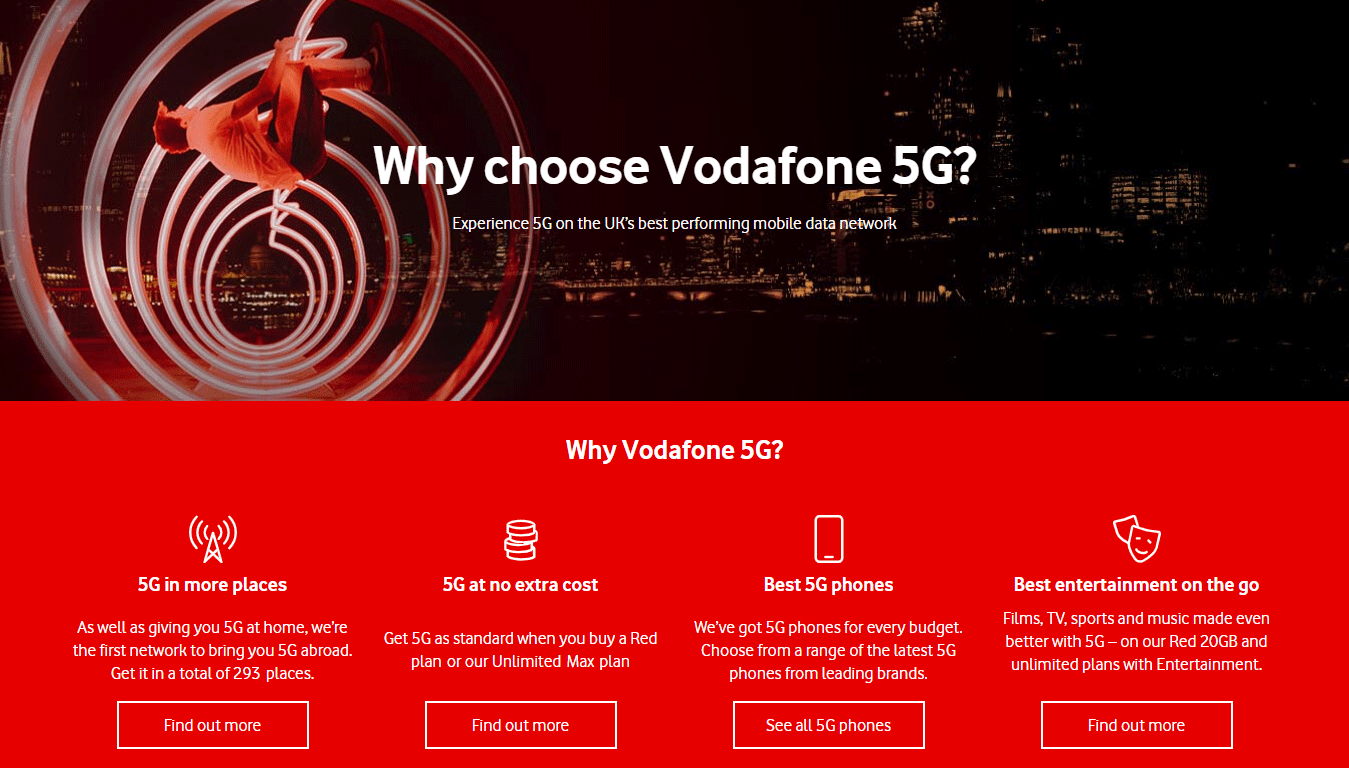 Why choose Vodafone 5G?
Experience 5G on the UK's best performing mobile data network
Why Vodafone 5G?
5G in more places
As well as giving you 5G at home, we're
the first network to bring you 5G abroad.
Get it in a total of 293 places.
Find out more
5G at no extra cost
Get 5G as standard when you buy a Red
plan or our Unlimited Max plan
Find out more
Best 5G phones
We've got 5G phones for every budget.
Choose from a range of the latest 5G
phones from leading brands.
See all 5G phones
Best entertainment on the go
Films, TV, sports and music made even
better with 5G – on our Red 20GB and
unlimited plans with Entertainment.
Find out more